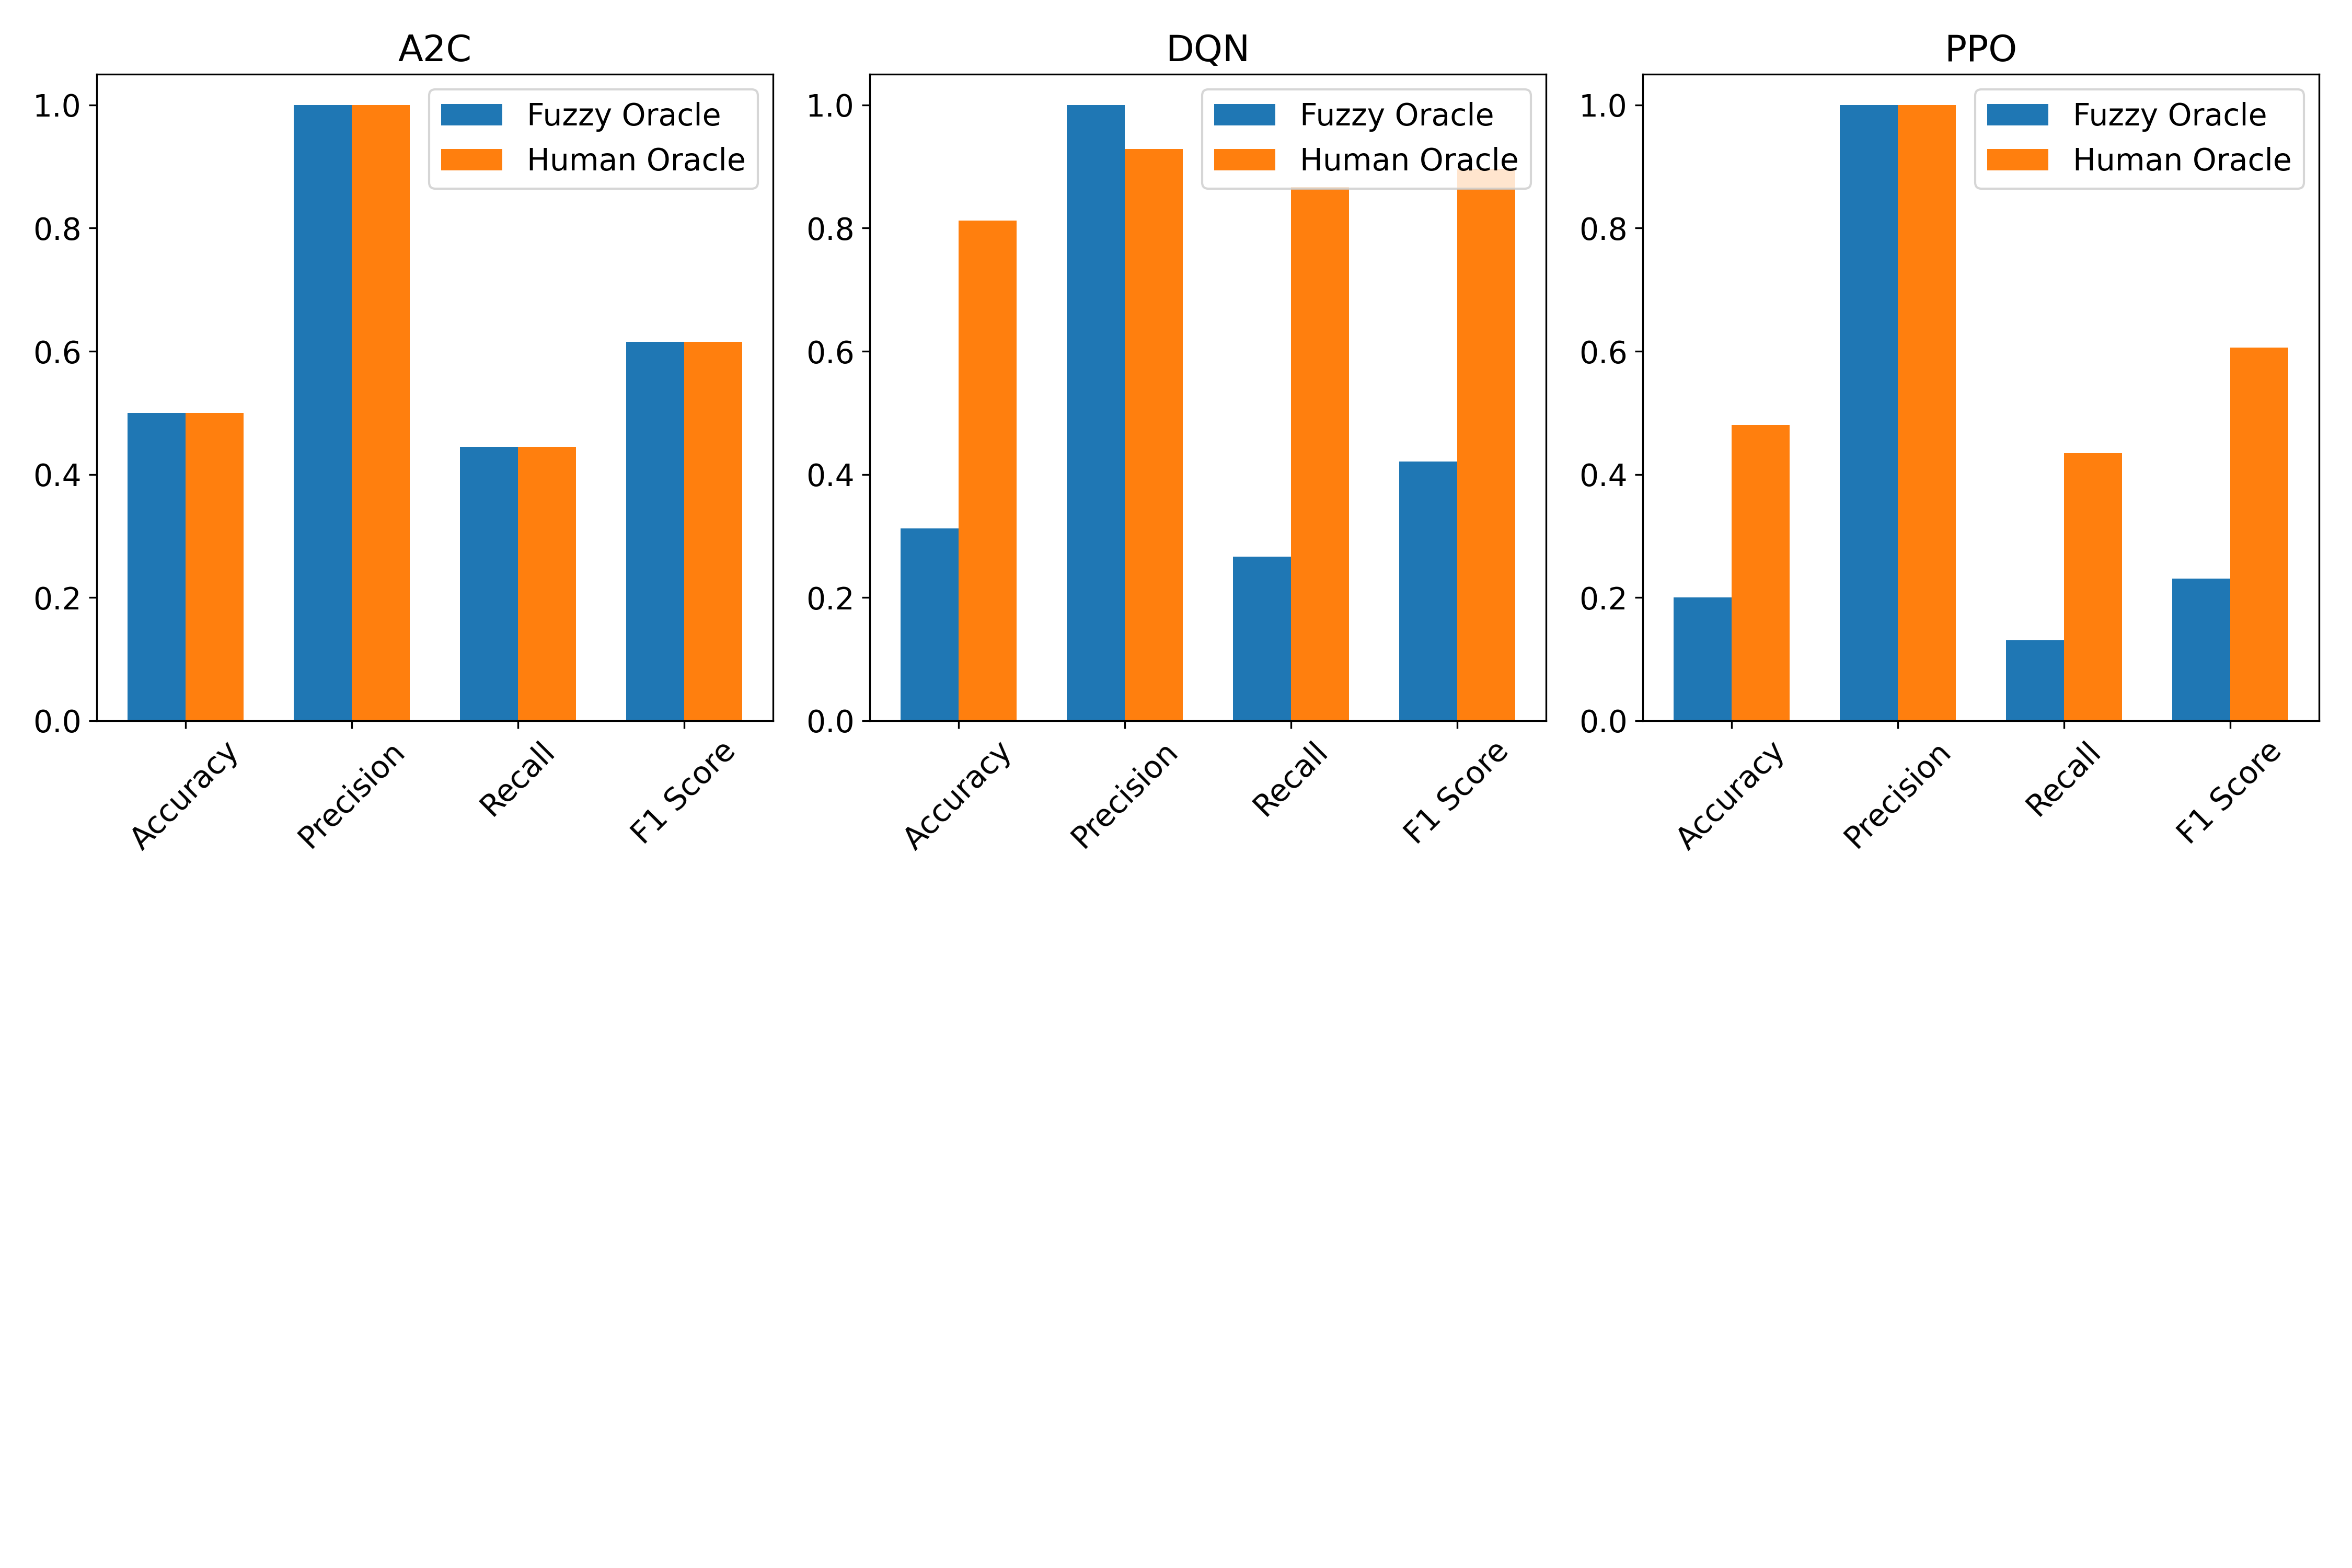 A2C
1.0
0.8
0.6
0.4
0.2
0.0
Fuzzy Oracle
Human Oracle
Accuracy
Precision
Recall
F1 Score
DQN
1.0
0.8
0.6
0.4
0.2
0.0
Fuzzy Oracle
Human Oracle
Accuracy
Precision
Recall
F1 Score
PPO
1.0
0.8
0.6
0.4
0.2
0.0
Fuzzy Oracle
Human Oracle
Accuracy
Precision
Recall
F1 Score